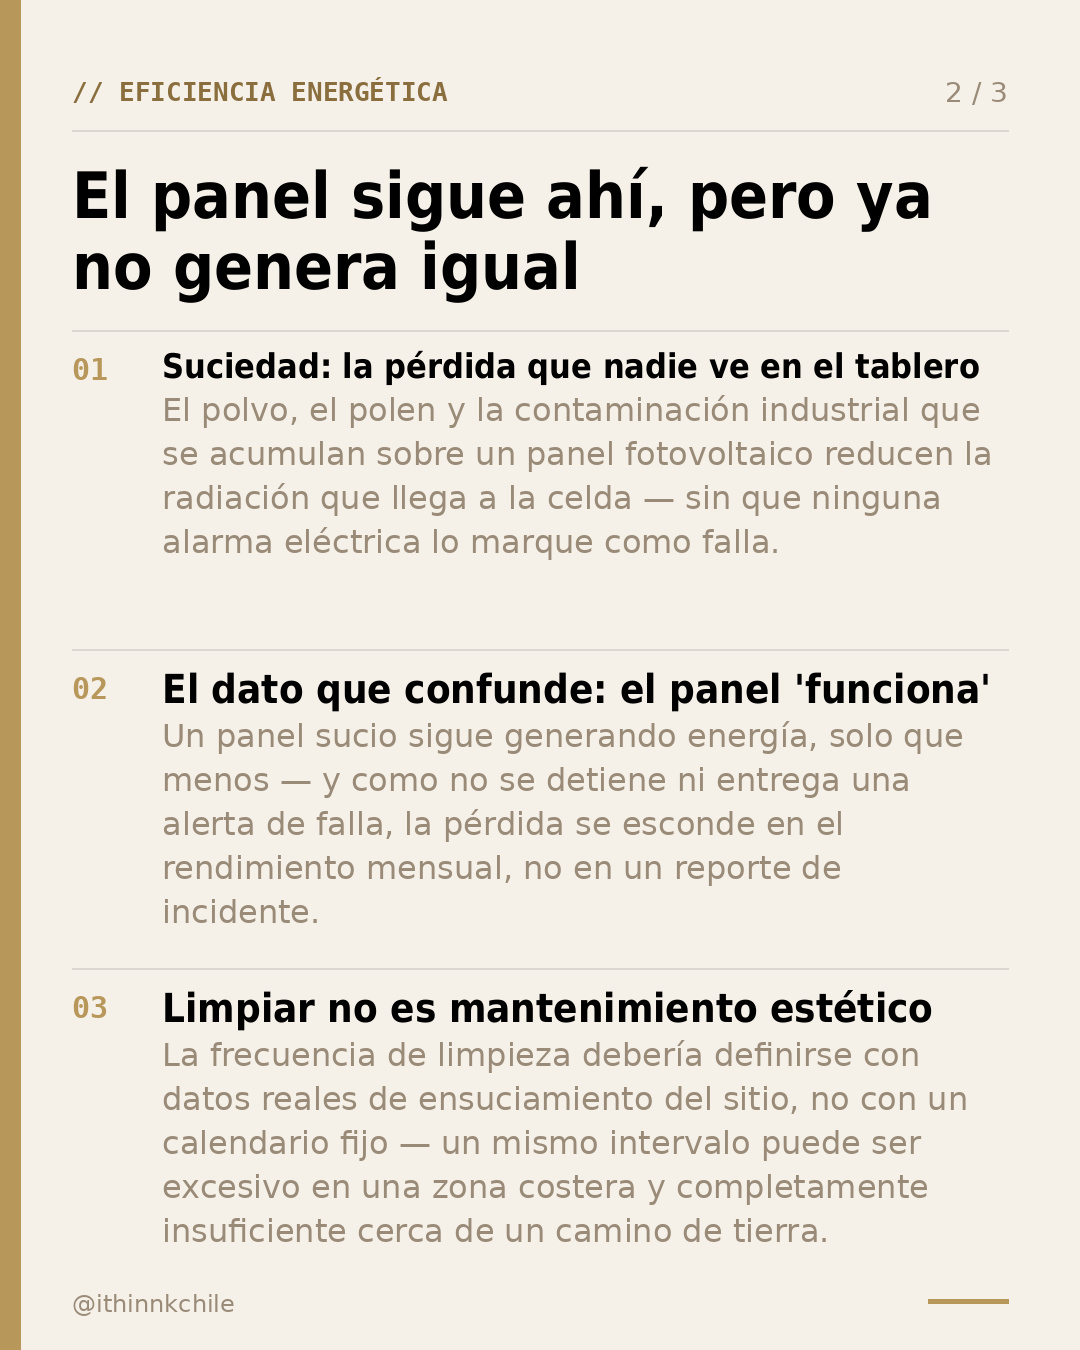 // EFICIENCIA ENERGÉTICA
2 / 3
El panel sigue ahí, pero ya
no genera igual
01
Suciedad: la pérdida que nadie ve en el tablero
El polvo, el polen y la contaminación industrial que
se acumulan sobre un panel fotovoltaico reducen la
radiación que llega a la celda — sin que ninguna
alarma eléctrica lo marque como falla.
02
El dato que confunde: el panel 'funciona'
Un panel sucio sigue generando energía, solo que
menos — y como no se detiene ni entrega una
alerta de falla, la pérdida se esconde en el
rendimiento mensual, no en un reporte de
incidente.
03
Limpiar no es mantenimiento estético
La frecuencia de limpieza debería definirse con
datos reales de ensuciamiento del sitio, no con un
calendario fijo — un mismo intervalo puede ser
excesivo en una zona costera y completamente
insuficiente cerca de un camino de tierra.
@ithinnkchile